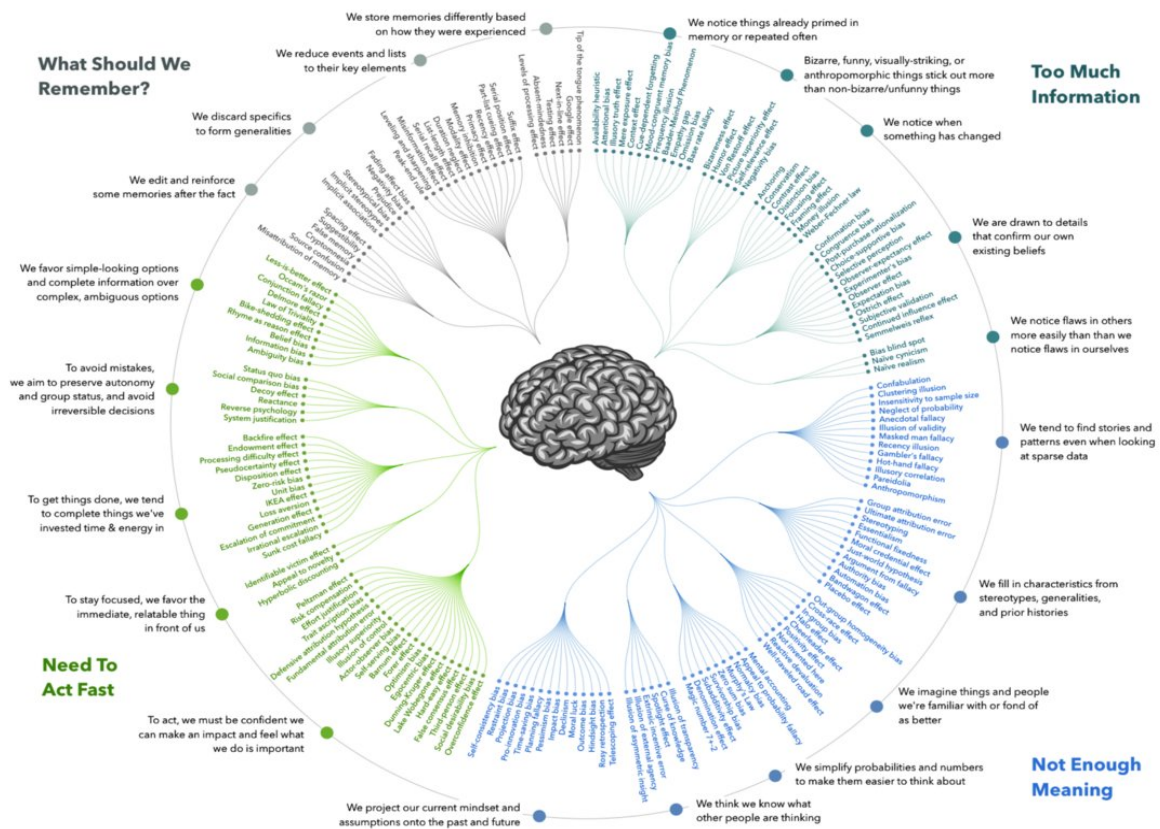 What Should We
Remember?
We store memories differently based
on how they were experienced
We reduce events and lists
to their key elements
We discard specifics
to form generalities
We edit and reinforce
some memories after the fact
Tip of the tongue phenomenon
Google effect
Next-in-line effect
Testing effect
Absent-mindedness
Levels of processing effect
Suffix effect
Serial position effect
Part-list cueing effect
Recency effect
Primacy effect
Memory inhibition
Modality effect
Duration neglect
List-length effect
Serial recall effect
Misinformation effect
Leveling and sharpening
Peak-end rule
Fading affect bias
Negativity bias
Prejudice
Stereotypical bias
Implicit stereotypes
Implicit associations
Spacing effect
Suggestibility
False memory
Cryptomnesia
Source confusion
Misattribution of memory
Too Much
Information
We notice things already primed in
memory or repeated often
Bizarre, funny, visually-striking, or
anthropomorphic things stick out more
than non-bizarre/unfunny things
We notice when
something has changed
We are drawn to details
that confirm our own
existing beliefs
We notice flaws in others
more easily than than we
notice flaws in ourselves
Availability heuristic
Attentional bias
Illusory truth effect
Mere exposure effect
Context effect
Cue-dependent forgetting
Mood-congruent memory bias
Frequency illusion
Baader-Meinhof Phenomenon
Empathy gap
Omission bias
Base rate fallacy
Bizarreness effect
Humor effect
Von Restorff effect
Picture superiority effect
Self-relevance effect
Negativity bias
Anchoring
Conservatism
Contrast effect
Distinction bias
Focusing effect
Framing effect
Money illusion
Weber-Fechner law
Confirmation bias
Congruence bias
Post-purchase rationalization
Choice-supportive bias
Selective perception
Observer-expectancy effect
Experimenter's bias
Observer effect
Expectation bias
Ostrich effect
Subjective validation
Continued influence effect
Semmelweis reflex
Bias blind spot
Naïve cynicism
Naïve realism
We tend to find stories and
patterns even when looking
at sparse data
We fill in characteristics from
stereotypes, generalities,
and prior histories
We imagine things and people
we're familiar with or fond of
as better
We simplify probabilities and numbers
to make them easier to think about
We think we know what
other people are thinking
We project our current mindset and
assumptions onto the past and future
Not Enough
Meaning
Confabulation
Clustering illusion
Insensitivity to sample size
Neglect of probability
Anecdotal fallacy
Illusion of validity
Masked man fallacy
Recency illusion
Gambler's fallacy
Hot-hand fallacy
Illusory correlation
Pareidolia
Anthropomorphism
Group attribution error
Ultimate attribution error
Stereotyping
Essentialism
Functional fixedness
Moral credential effect
Just-world hypothesis
Argument from fallacy
Authority bias
Automation bias
Bandwagon effect
Placebo effect
Out-group homogeneity bias
Cross-race effect
In-group bias
Halo effect
Cheerleader effect
Positivity effect
Not invented here
Reactive devaluation
Well-traveled road effect
Mental accounting
Appeal to probability fallacy
Normalcy bias
Murphy's Law
Zero sum bias
Survivorship bias
Subadditivity effect
Denomination effect
Magic number 7+-2
Illusion of transparency
Curse of knowledge
Spotlight effect
Extrinsic incentive error
Illusion of external agency
Illusion of asymmetric insight
Telescoping effect
Rosy retrospection
Hindsight bias
Outcome bias
Moral luck
Declinism
Impact bias
Pessimism bias
Planning fallacy
Time-saving bias
Pro-innovation bias
Projection bias
Restraint bias
Self-consistency bias
We favor simple-looking options
and complete information over
complex, ambiguous options
To avoid mistakes,
we aim to preserve autonomy
and group status, and avoid
irreversible decisions
To get things done, we tend
to complete things we've
invested time & energy in
To stay focused, we favor the
immediate, relatable thing
in front of us
Need To
Act Fast
To act, we must be confident we
can make an impact and feel what
we do is important
Less-is-better effect
Occam's razor
Conjunction fallacy
Delmore effect
Law of Triviality
Bike-shedding effect
Rhyme as reason effect
Belief bias
Information bias
Ambiguity bias
Status quo bias
Social comparison bias
Decoy effect
Reactance
Reverse psychology
System justification
Backfire effect
Endowment effect
Processing difficulty effect
Pseudocertainty effect
Disposition effect
Zero-risk bias
Unit bias
IKEA effect
Loss aversion
Generation effect
Escalation of commitment
Irrational escalation
Sunk cost fallacy
Identifiable victim effect
Appeal to novelty
Hyperbolic discounting
Peltzman effect
Risk compensation
Effort justification
Trait ascription bias
Defensive attribution hypothesis
Fundamental attribution error
Illusory superiority
Illusion of control
Actor-observer bias
Self-serving bias
Barnum effect
Forer effect
Optimism bias
Egocentric bias
Dunning-Kruger effect
Lake Wobegone effect
Hard-easy effect
False consensus effect
Third-person effect
Social desirability bias
Overconfidence effect